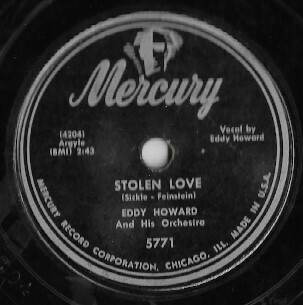 Mercury
(4204)
Argyle
(BMI) 2:43
Vocal by
Eddy Howard
STOLEN LOVE
(Sickle - Feinstein)
EDDY HOWARD
And His Orchestra
5771
MERCURY RECORD CORPORATION, CHICAGO, ILL. MADE IN U.S.A.